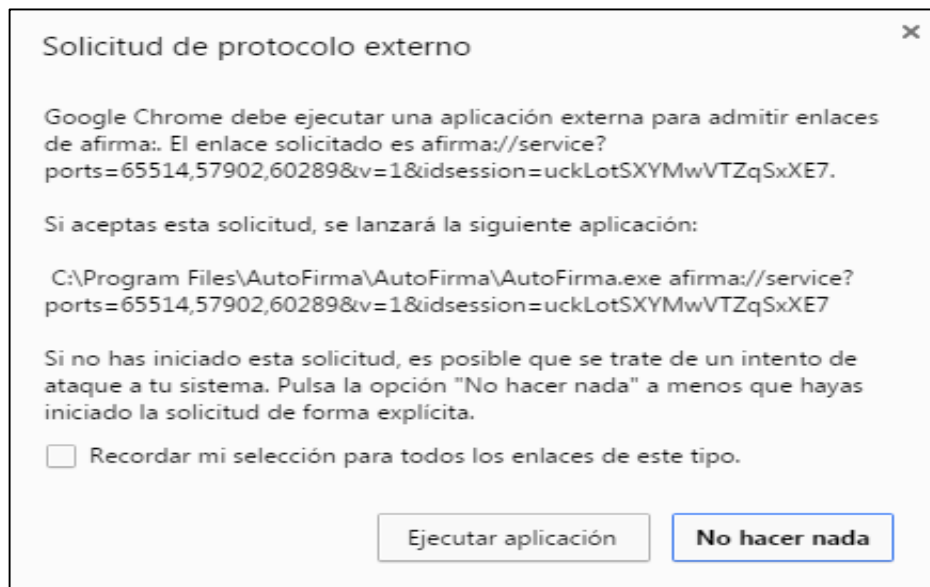 Solicitud de protocolo externo
Google Chrome debe ejecutar una aplicación externa para admitir enlaces
de afirma:. El enlace solicitado es afirma://service?
ports=65514,57902,60289&v=1&idsession=uckLotSXYMwVTZqSxXE7.
Si aceptas esta solicitud, se lanzará la siguiente aplicación:
C:\Program Files\AutoFirma\AutoFirma\AutoFirma.exe afirma://service?
ports=65514,57902,60289&v=1&idsession=uckLotSXYMwVTZqSxXE7
Si no has iniciado esta solicitud, es posible que se trate de un intento de
ataque a tu sistema. Pulsa la opción "No hacer nada" a menos que hayas
iniciado la solicitud de forma explícita.
Recordar mi selección para todos los enlaces de este tipo.
Ejecutar aplicación No hacer nada